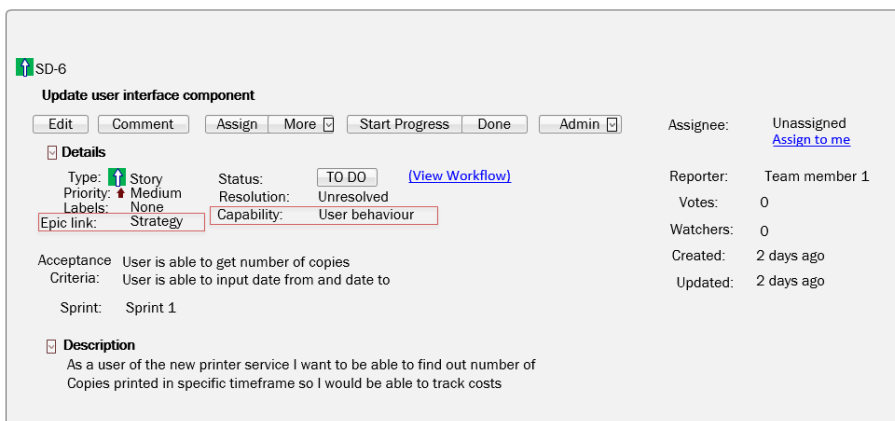 SD-6
Update user interface component
Edit Comment Assign More Start Progress Done Admin
Assignee: Unassigned
Assign to me
Details
Type: Story
Status: TO DO (View Workflow)
Reporter: Team member 1
Priority: Medium
Resolution: Unresolved
Labels: None
Votes: 0
Epic link: Strategy
Capability: User behaviour
Watchers: 0
Acceptance Criteria: User is able to get number of copies
User is able to input date from and date to
Created: 2 days ago
Updated: 2 days ago
Sprint: Sprint 1
Description
As a user of the new printer service I want to be able to find out number of
Copies printed in specific timeframe so I would be able to track costs